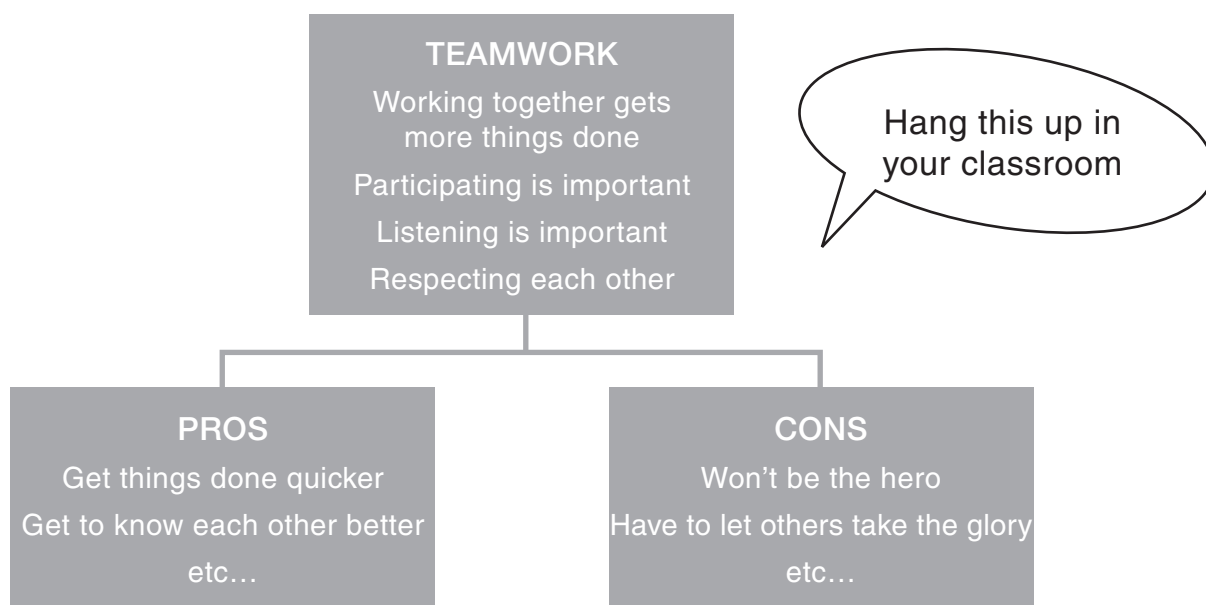 TEAMWORK
Working together gets
more things done
Participating is important
Listening is important
Respecting each other
Hang this up in
your classroom
PROS
Get things done quicker
Get to know each other better
etc…
CONS
Won’t be the hero
Have to let others take the glory
etc…